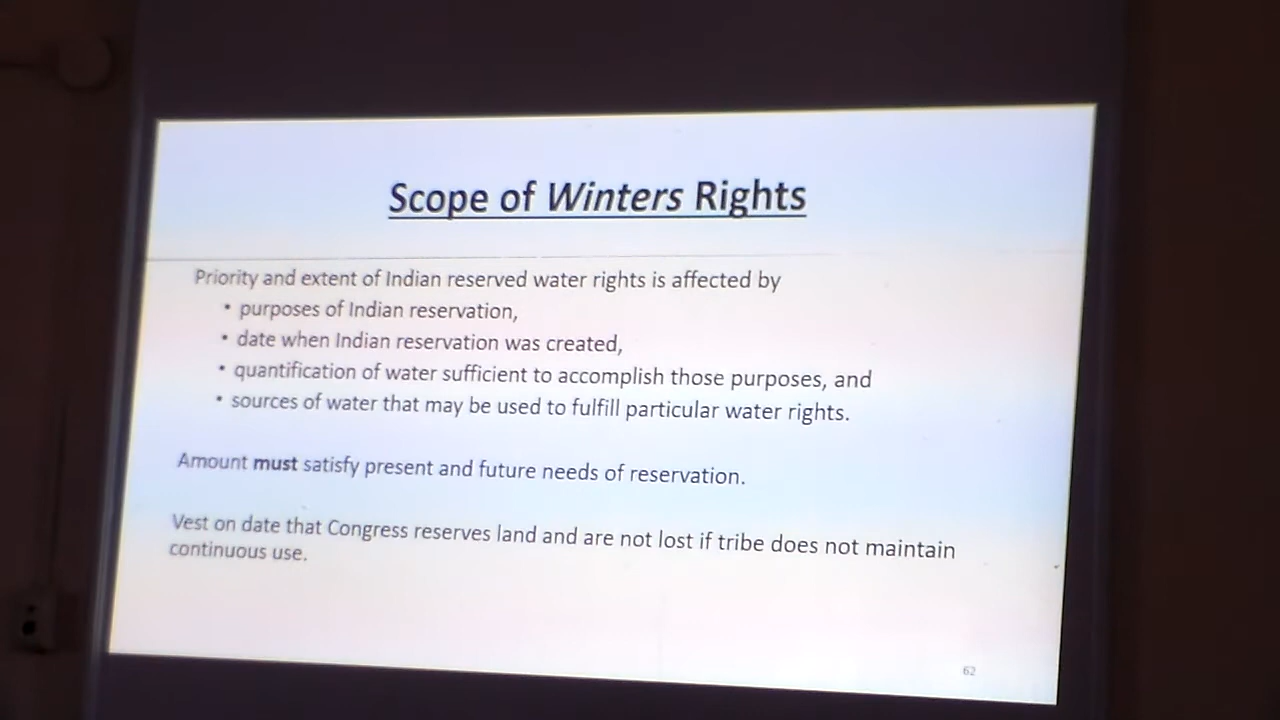 Scope of Winters Rights
Priority and extent of Indian reserved water rights is affected by
• purposes of Indian reservation,
• date when Indian reservation was created,
• quantification of water sufficient to accomplish those purposes, and
• sources of water that may be used to fulfill particular water rights.
Amount must satisfy present and future needs of reservation.
Vest on date that Congress reserves land and are not lost if tribe does not maintain
continuous use.
62